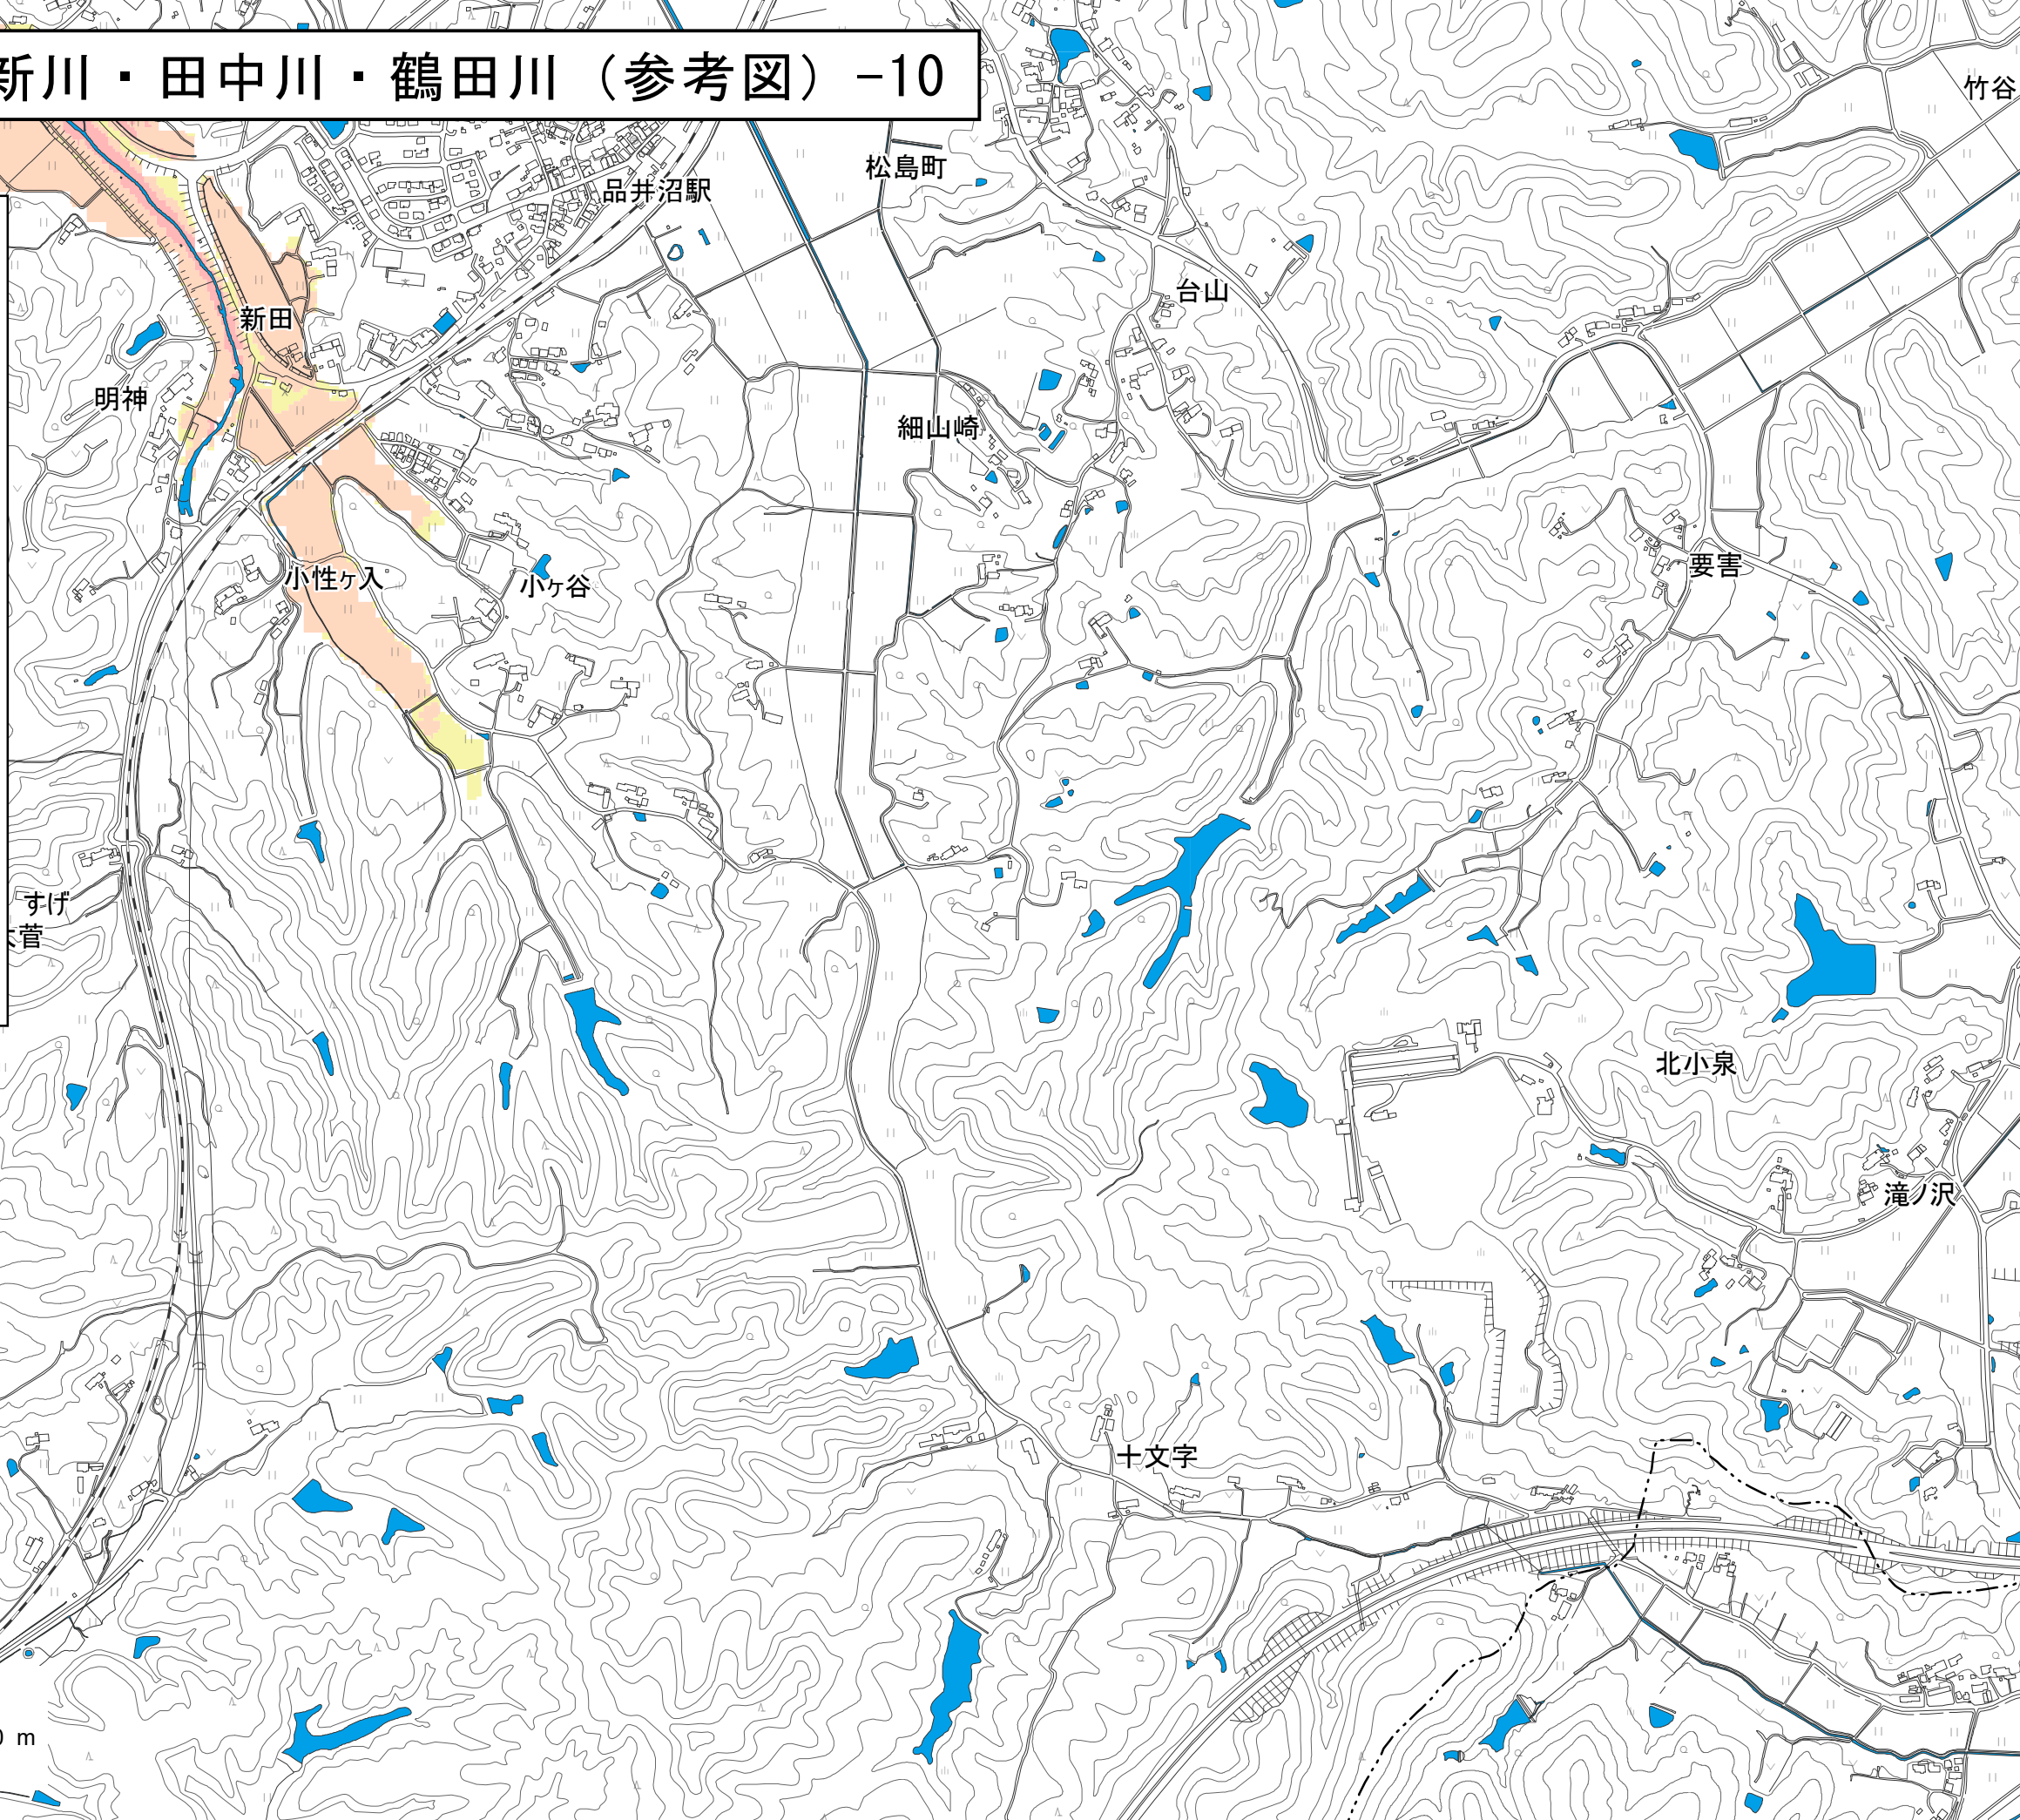 新川・田中川・鶴田川（参考図）-10
竹谷
松島町
品井沼駅
台山
新田
明神
細山崎
要害
小性ヶ入
小ヶ谷
すげ
菅
北小泉
滝ノ沢
十文字
m